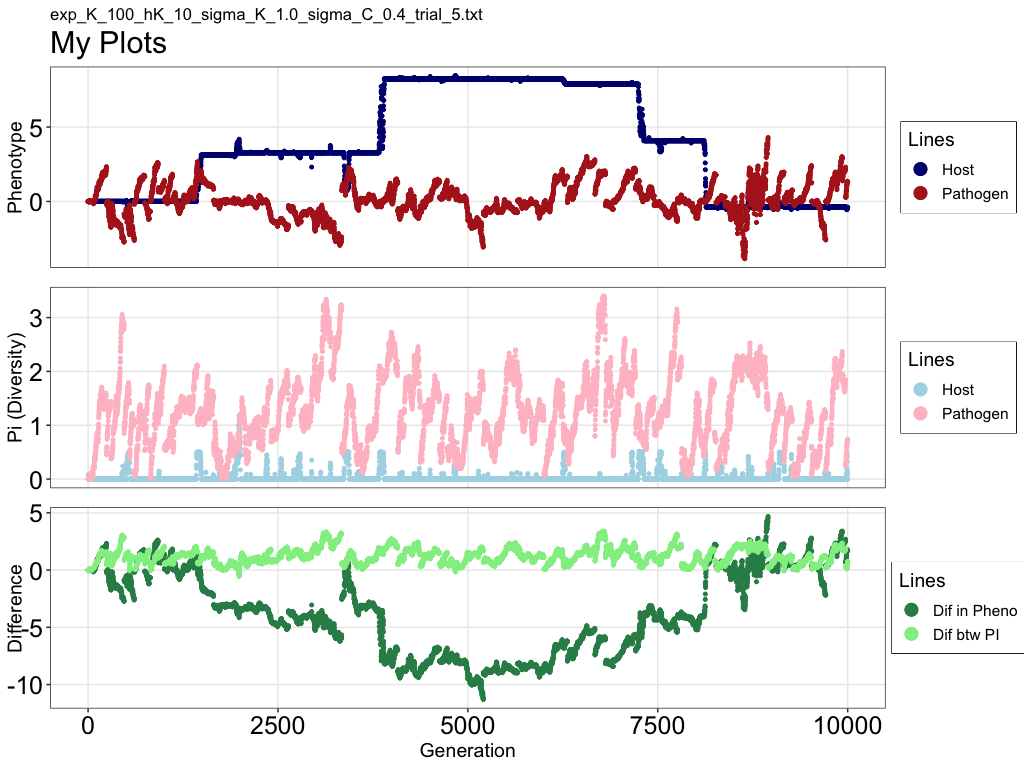 exp_K_100_hK_10_sigma_K_1.0_sigma_C_0.4_trial_5.txt
My Plots
Phenotype
5
0
Lines
Host
Pathogen
Pi (Diversity)
3
2
1
0
Lines
Host
Pathogen
Difference
5
0
-5
-10
Lines
Dif in Pheno
Dif btw PI
0 2500 5000 7500 10000
Generation